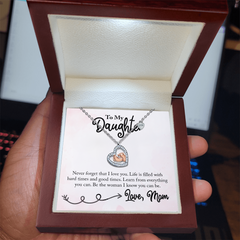 To My
Daughter
Never forget that I love you. Life is filled with
hard times and good times. Learn from everything
you can. Be the woman I know you can be.
Love, Mom